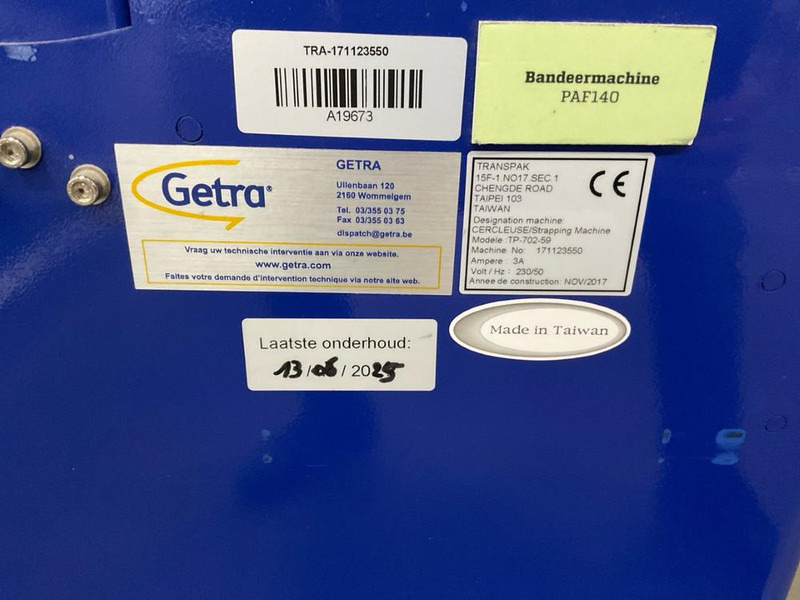 TRA-171123550
A19673
Bandeermachine
PAF140
Getra®
GETRA
Ullenbaan 120
2160 Wommelgem
Tel. 03/355 03 75
Fax 03/355 03 63
dispatch@getra.be
Vraag uw technische interventie aan via onze website.
www.getra.com
Faites votre demande d'intervention technique via notre site web.
TRANSPAK
15F-1.NO17.SEC.1
CHENGDE ROAD
TAIPEI 103
TAIWAN
CE
Designation machine:
CERCLEUSE/Strapping Machine
Modele :TP-702-59
Machine No: 171123550
Ampere : 3A
Volt / Hz : 230/50
Annee de construction: NOV/2017
Made in Taiwan
Laatste onderhoud:
13/06/2025